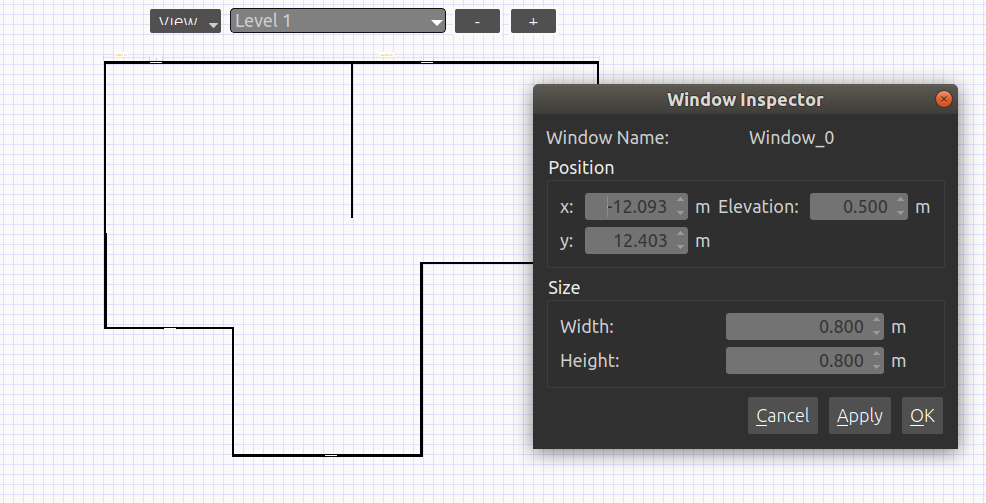 View Level 1 - +
Window Inspector
Window Name: Window_0
Position
x: -12.093 m Elevation: 0.500 m
y: 12.403 m
Size
Width: 0.800 m
Height: 0.800 m
Cancel Apply OK